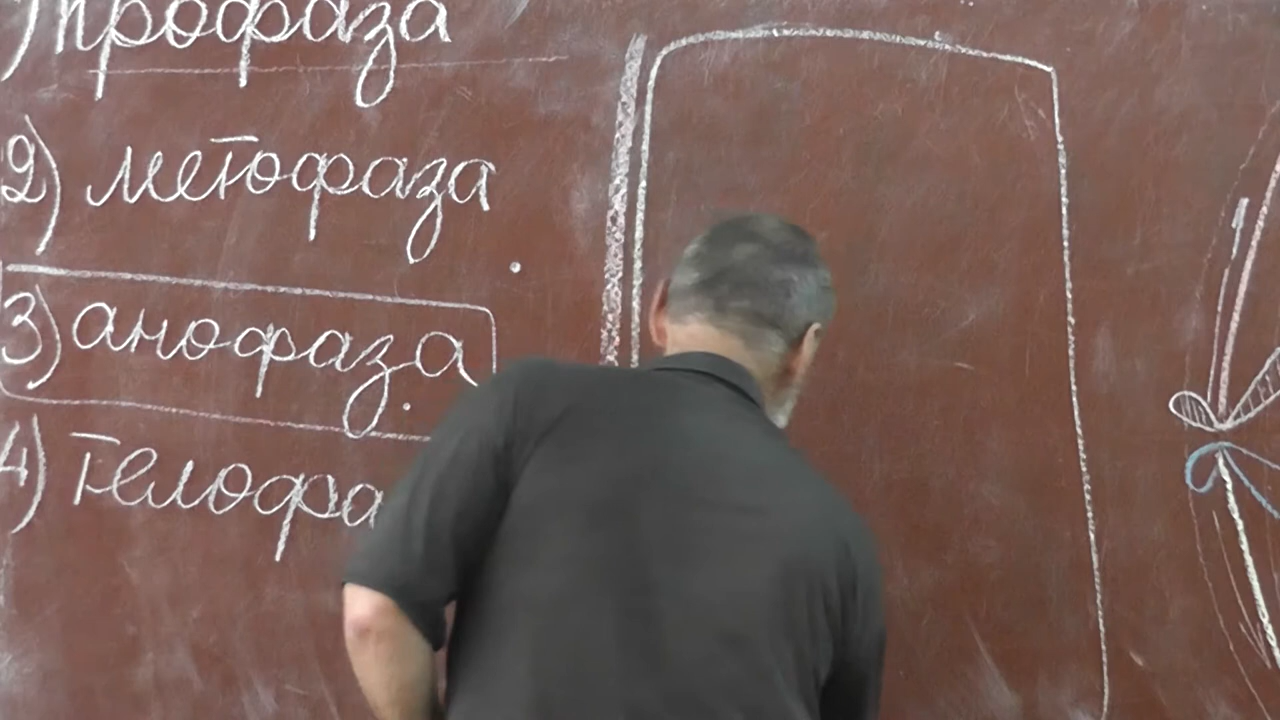 ) профаза
2) метофаза
3) анофаза
4) телофа